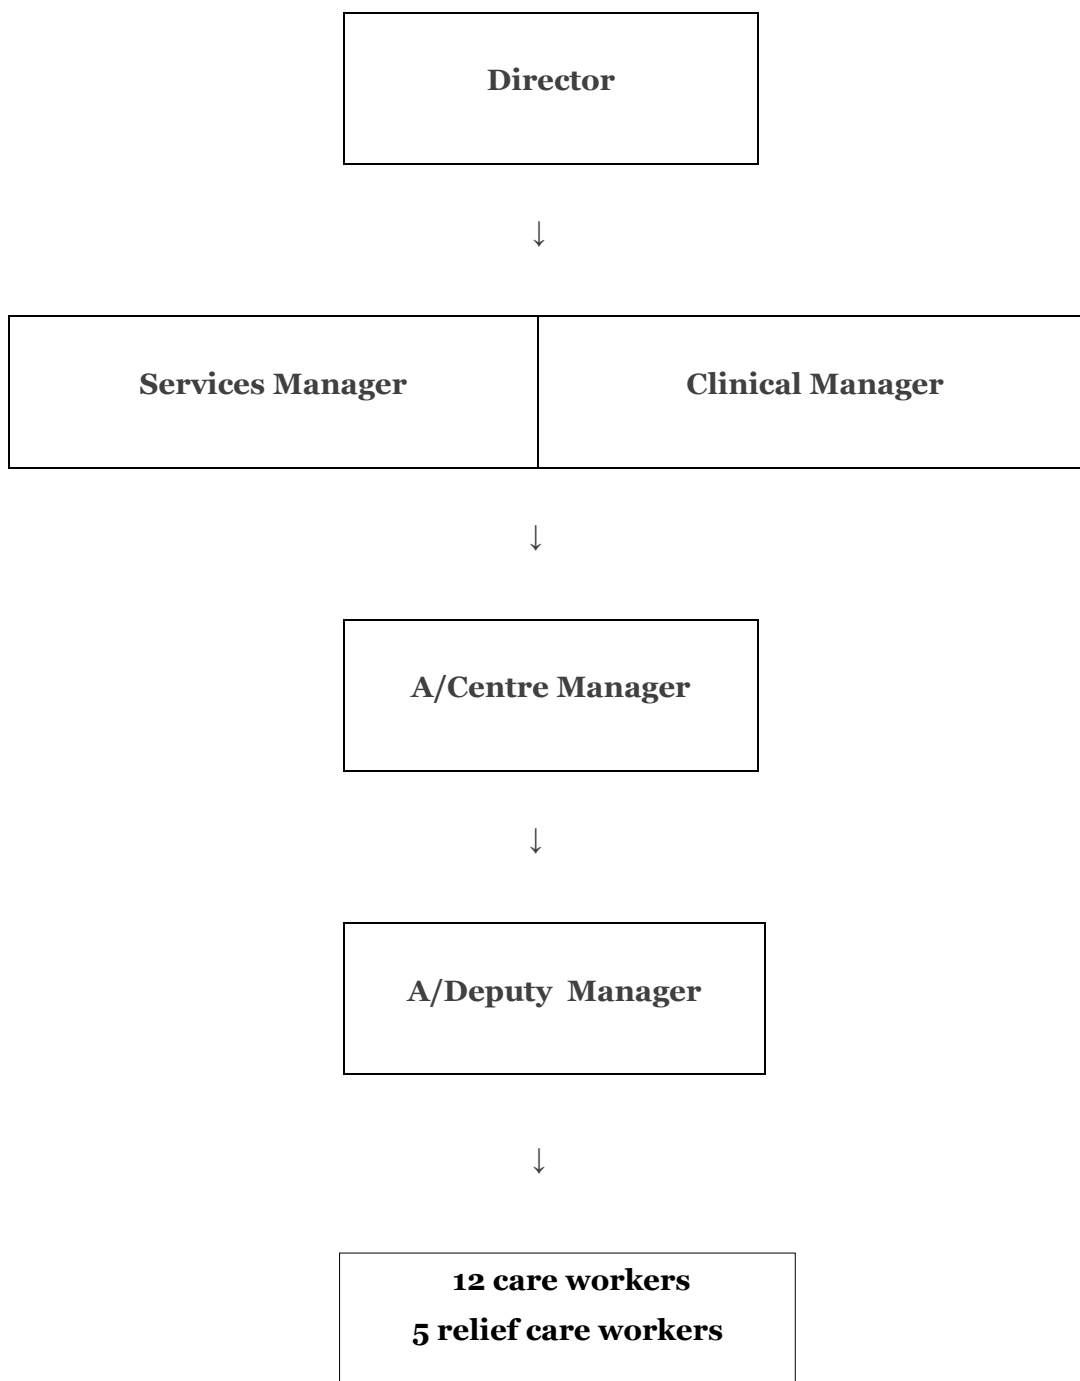 Director
↓
Services Manager
Clinical Manager
↓
A/Centre Manager
↓
A/Deputy  Manager
↓
12 care workers
5 relief care workers